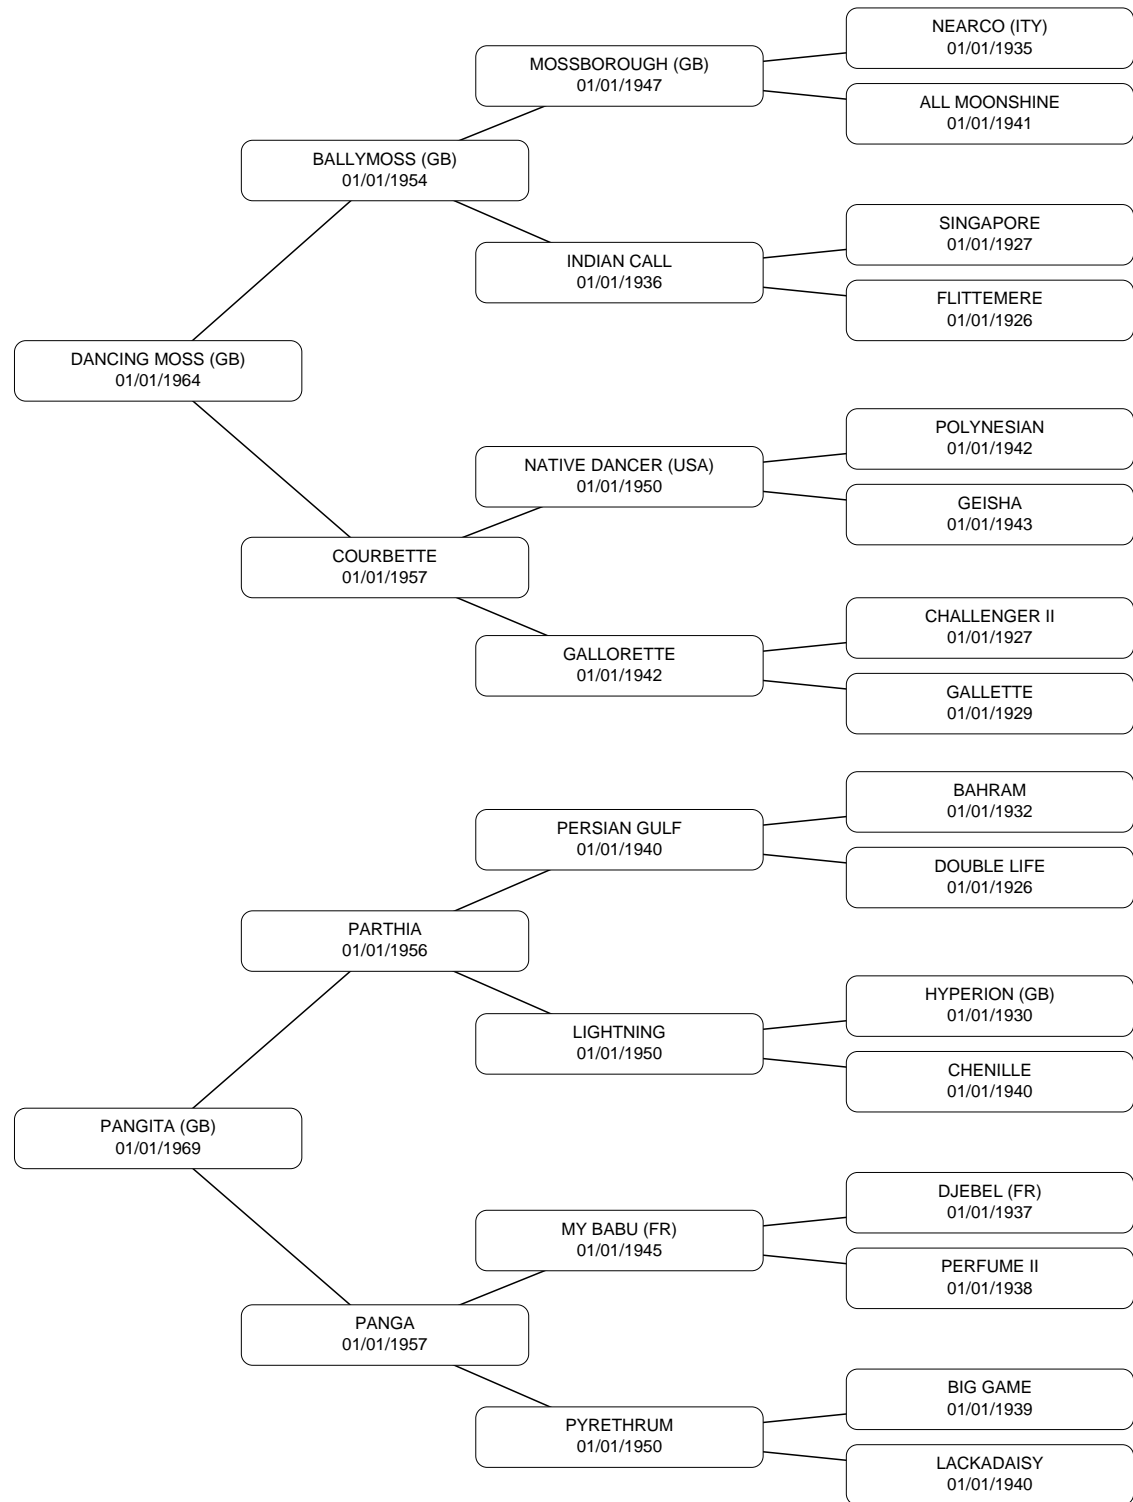 NEARCO (ITY)
01/01/1935
MOSSBOROUGH (GB)
01/01/1947
ALL MOONSHINE
01/01/1941
BALLYMOSS (GB)
01/01/1954
SINGAPORE
01/01/1927
INDIAN CALL
01/01/1936
FLITTEMERE
01/01/1926
DANCING MOSS (GB)
01/01/1964
POLYNESIAN
01/01/1942
NATIVE DANCER (USA)
01/01/1950
GEISHA
01/01/1943
COURBETTE
01/01/1957
CHALLENGER II
01/01/1927
GALLORETTE
01/01/1942
GALLETTE
01/01/1929
BAHRAM
01/01/1932
PERSIAN GULF
01/01/1940
DOUBLE LIFE
01/01/1926
PARTHIA
01/01/1956
HYPERION (GB)
01/01/1930
LIGHTNING
01/01/1950
CHENILLE
01/01/1940
PANGITA (GB)
01/01/1969
DJEBEL (FR)
01/01/1937
MY BABU (FR)
01/01/1945
PERFUME II
01/01/1938
PANGA
01/01/1957
BIG GAME
01/01/1939
PYRETHRUM
01/01/1950
LACKADAISY
01/01/1940